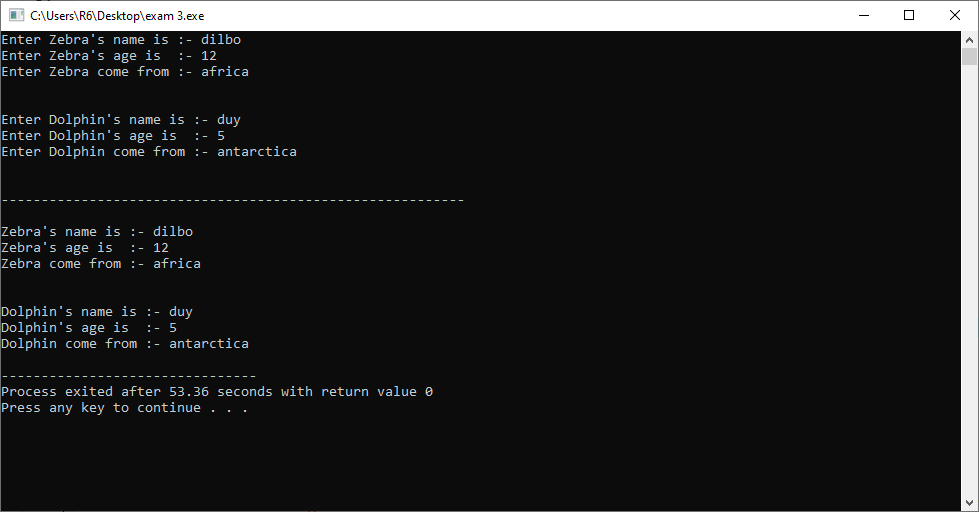 C:\Users\R6\Desktop\exam 3.exe
Enter Zebra's name is :- dilbo
Enter Zebra's age is  :- 12
Enter Zebra come from :- africa
Enter Dolphin's name is :- duy
Enter Dolphin's age is  :- 5
Enter Dolphin come from :- antarctica
----------------------------------------------------------
Zebra's name is :- dilbo
Zebra's age is  :- 12
Zebra come from :- africa
Dolphin's name is :- duy
Dolphin's age is  :- 5
Dolphin come from :- antarctica
--------------------------------
Process exited after 53.36 seconds with return value 0
Press any key to continue . . .